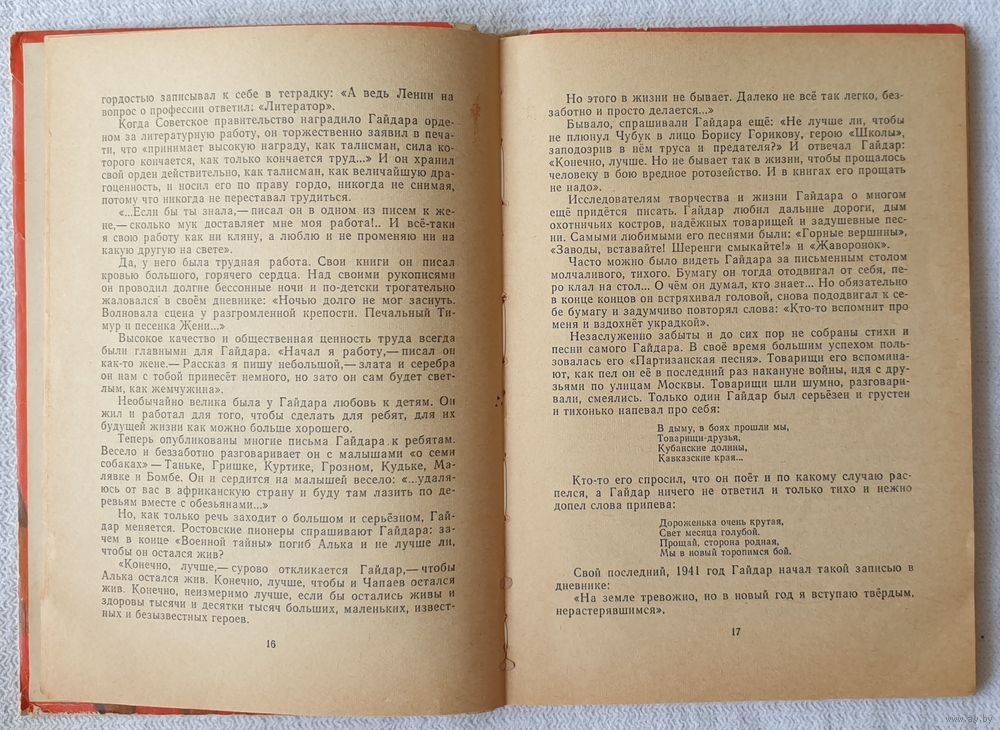 гордостью записывал к себе в тетрадку: «А ведь Ленин на
вопрос о профессии ответил: «Литератор».
Когда Советское правительство наградило Гайдара орде-
ном за литературную работу, он торжественно заявил в печа-
ти, что «принимает высокую награду, как талисман, сила ко-
торого кончается, как только кончается труд...» И он хранил
свой орден действительно, как талисман, как величайшую дра-
гоценность, и носил его по праву гордо, никогда не снимая,
потому что никогда не переставал трудиться.
«...Если бы ты знала,— писал он в одном из писем к же-
не,— сколько мук доставляет мне моя работа!.. И всё-таки
я свою работу как ни кляну, а люблю и не променяю ни на
какую другую на свете».
Да, у него была трудная работа. Свои книги он писал
кровью большого, горячего сердца. Над своими рукописями
он проводил долгие бессонные ночи и по-детски трогательно
жаловался в своём дневнике: «Ночью долго не мог заснуть.
Волновала сцена у разгромленной крепости. Печальный Ти-
мур и песенка Жени...»
Высокое качество и общественная ценность труда всегда
были главными для Гайдара. «Начал я работу,— писал он
как-то жене.— Рассказ я пишу небольшой,— злата и серебра
он нам с тобой принесёт немного, но зато он сам будет свет-
лым, как жемчужина».
Необычайно велика была у Гайдара любовь к детям. Он
жил и работал для того, чтобы сделать для ребят, для их
будущей жизни как можно больше хорошего.
Теперь опубликованы многие письма Гайдара к ребятам.
Весело и беззаботно разговаривает он с малышами «о семи
собаках» — Таньке, Гришке, Куртике, Грозном, Кудьке, Ма-
лявке и Бомбе. Он и сердится на малышей весело: «...удаля-
юсь от вас в африканскую страну и буду там лазить по де-
ревьям вместе с обезьянами...»
Но, как только речь заходит о большом и серьёзном, Гай-
дар меняется. Ростовские пионеры спрашивают Гайдара: за-
чем в конце «Военной тайны» погиб Алька и не лучше ли,
чтобы он остался жив?
«Конечно, лучше,— сурово откликается Гайдар,— чтобы
Алька остался жив. Конечно, лучше, чтобы и Чапаев остался
жив. Конечно, неизмеримо лучше, если бы остались живы и
здоровы тысячи и десятки тысяч больших, маленьких, извест-
ных и безызвестных героев.
16
Но этого в жизни не бывает. Далеко не всё так легко, без-
заботно и просто делается...»
Бывало, спрашивали Гайдара ещё: «Не лучше ли, чтобы
не плюнул Чубук в лицо Борису Горикову, герою «Школы»,
заподозрив в нём труса и предателя?» И отвечал Гайдар:
«Конечно, лучше. Но не бывает так в жизни, чтобы прощалось
человеку в бою вредное ротозейство. И в книгах его прощать
не надо».
Исследователям творчества и жизни Гайдара о многом
ещё придётся писать. Гайдар любил дальние дороги, дым
охотничьих костров, надёжных товарищей и задушевные пес-
ни. Самыми любимыми его песнями были: «Горные вершины»,
«Заводы, вставайте! Шеренги смыкайте!» и «Жаворонок».
Часто можно было видеть Гайдара за письменным столом
молчаливого, тихого. Бумагу он тогда отодвигал от себя, пе-
ро клал на стол... О чём он думал, кто знает... Но обязательно
в конце концов он встряхивал головой, снова пододвигал к се-
бе бумагу и задумчиво повторял слова: «Кто-то вспомнит про
меня и вздохнёт украдкой».
Незаслуженно забыты и до сих пор не собраны стихи и
песни самого Гайдара. В своё время большим успехом поль-
зовалась его «Партизанская песня». Товарищи его вспомина-
ют, как пел он её в последний раз накануне войны, идя с дру-
зьями по улицам Москвы. Товарищи шли шумно, разговари-
вали, смеялись. Только один Гайдар был серьёзен и грустен
и тихонько напевал про себя:
В дыму, в боях прошли мы,
Товарищи-друзья,
Кубанские долины,
Кавказские края...
Кто-то его спросил, что он поёт и по какому случаю рас-
пелся, а Гайдар ничего не ответил и только тихо и нежно
допел слова припева:
Дороженька очень крутая,
Свет месяца голубой.
Прощай, сторона родная,
Мы в новый торопимся бой.
Свой последний, 1941 год Гайдар начал такой записью в
дневнике:
«На земле тревожно, но в новый год я вступаю твёрдым,
нерастерявшимся».
17
www.ay.by